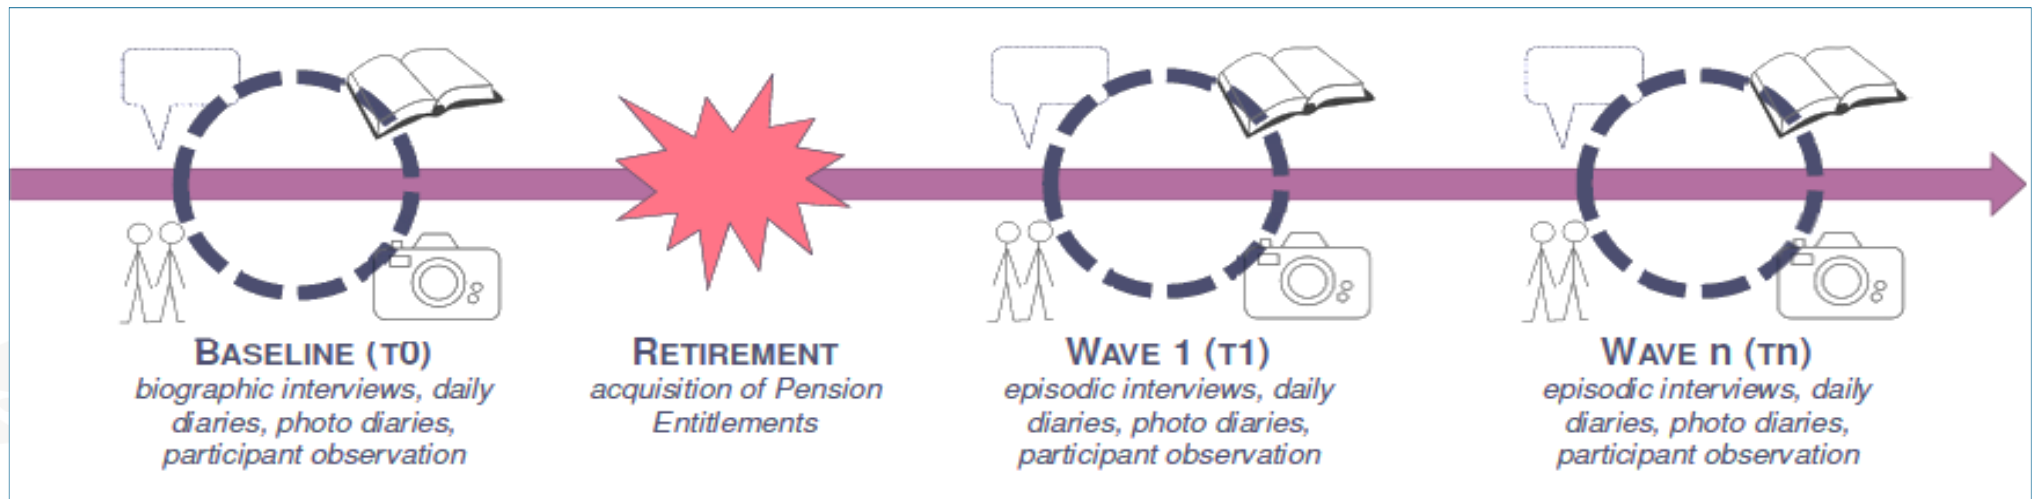 BASELINE (T0)
biographic interviews, daily
diaries, photo diaries,
participant observation
RETIREMENT
acquisition of Pension
Entitlements
WAVE 1 (T1)
episodic interviews, daily
diaries, photo diaries,
participant observation
WAVE n (Tn)
episodic interviews, daily
diaries, photo diaries,
participant observation